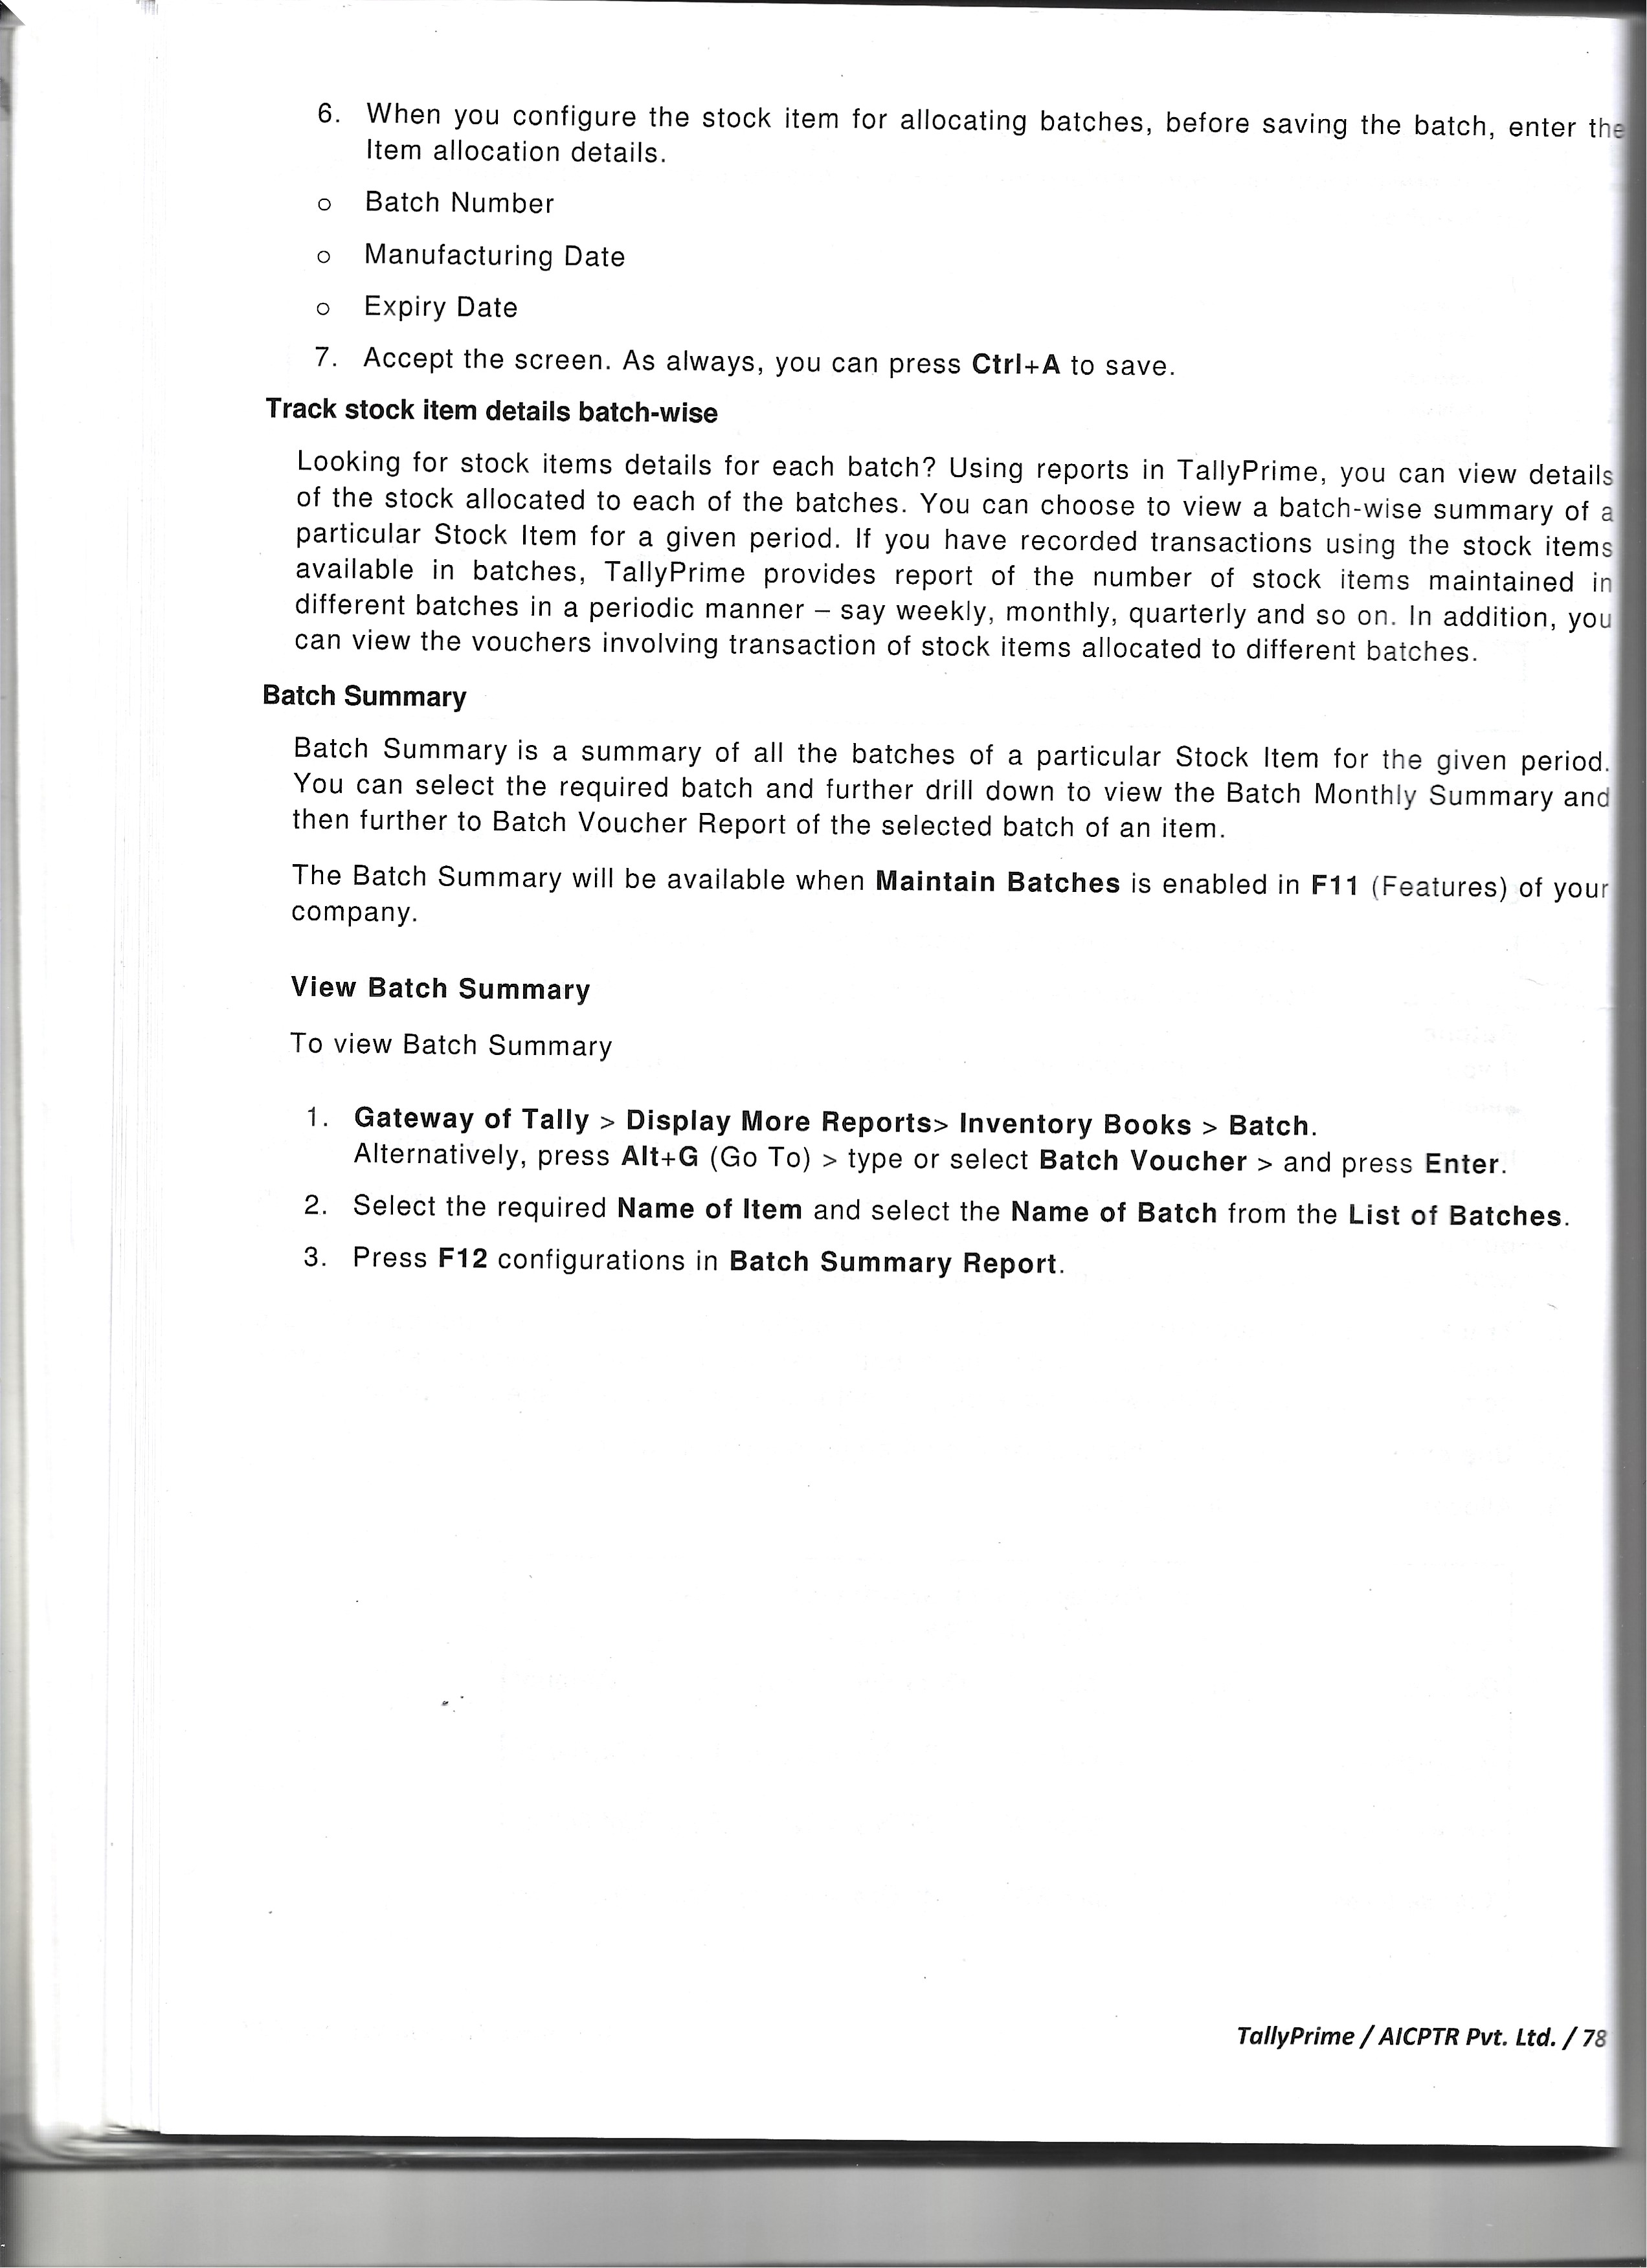 6. When you configure the stock item for allocating batches, before saving the batch, enter the
Item allocation details.
o Batch Number
o Manufacturing Date
o Expiry Date
7. Accept the screen. As always, you can press Ctrl+A to save.
Track stock item details batch-wise
Looking for stock items details for each batch? Using reports in TallyPrime, you can view details
of the stock allocated to each of the batches. You can choose to view a batch-wise summary of a
particular Stock Item for a given period. If you have recorded transactions using the stock items
available in batches, TallyPrime provides report of the number of stock items maintained in
different batches in a periodic manner – say weekly, monthly, quarterly and so on. In addition, you
can view the vouchers involving transaction of stock items allocated to different batches.
Batch Summary
Batch Summary is a summary of all the batches of a particular Stock Item for the given period.
You can select the required batch and further drill down to view the Batch Monthly Summary and
then further to Batch Voucher Report of the selected batch of an item.
The Batch Summary will be available when Maintain Batches is enabled in F11 (Features) of your
company.
View Batch Summary
To view Batch Summary
1. Gateway of Tally > Display More Reports> Inventory Books > Batch.
Alternatively, press Alt+G (Go To) > type or select Batch Voucher > and press Enter.
2. Select the required Name of Item and select the Name of Batch from the List of Batches.
3. Press F12 configurations in Batch Summary Report.
TallyPrime / AICPTR Pvt. Ltd. / 78